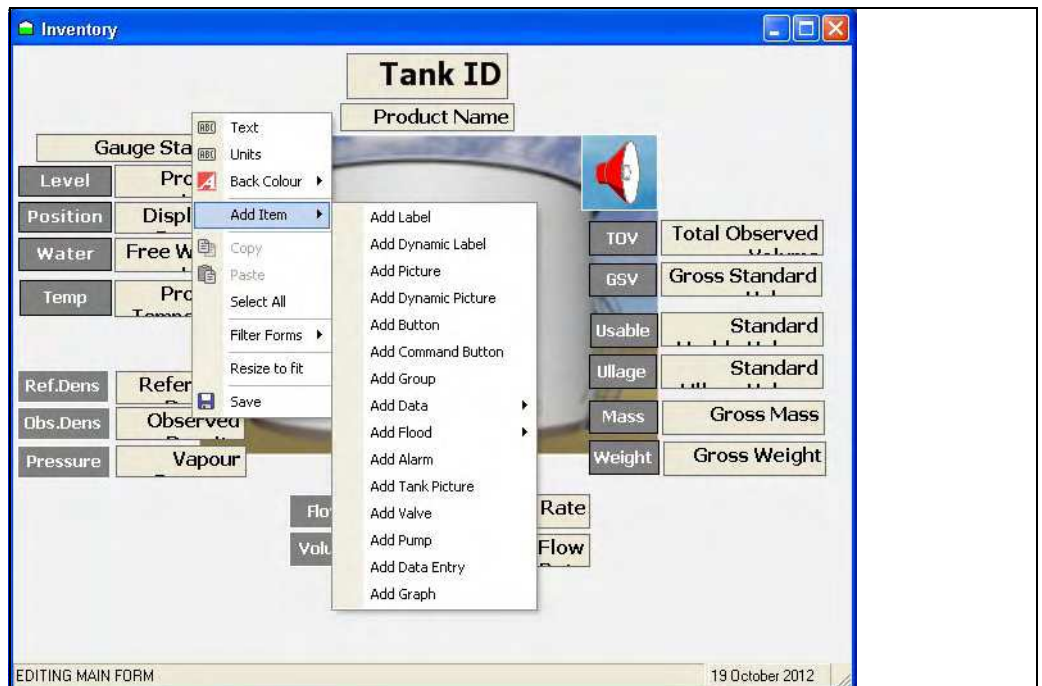 Inventory
Tank ID
Product Name
Gauge Sta
Level Pro
Position Displ
Water Free W
Temp Pro
Ref.Dens Refer
Obs.Dens Observed
Pressure Vapour
Text
Units
Back Colour
Add Item
Copy
Paste
Select All
Filter Forms
Resize to fit
Save
Add Label
Add Dynamic Label
Add Picture
Add Dynamic Picture
Add Button
Add Command Button
Add Group
Add Data
Add Flood
Add Alarm
Add Tank Picture
Add Valve
Add Pump
Add Data Entry
Add Graph
TOV Total Observed
GSV Gross Standard
Usable Standard
Ullage Standard
Mass Gross Mass
Weight Gross Weight
Flo Rate
Volu Flow
EDITING MAIN FORM 19 October 2012